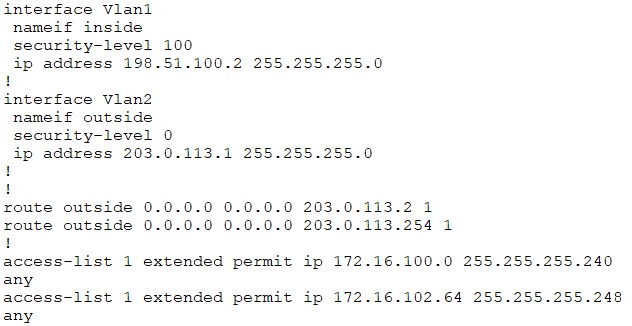 interface Vlan1
nameif inside
security-level 100
ip address 198.51.100.2 255.255.255.0
!
interface Vlan2
nameif outside
security-level 0
ip address 203.0.113.1 255.255.255.0
!
!
route outside 0.0.0.0 0.0.0.0 203.0.113.2 1
route outside 0.0.0.0 0.0.0.0 203.0.113.254 1
!
access-list 1 extended permit ip 172.16.100.0 255.255.255.240
any
access-list 1 extended permit ip 172.16.102.64 255.255.255.248
any